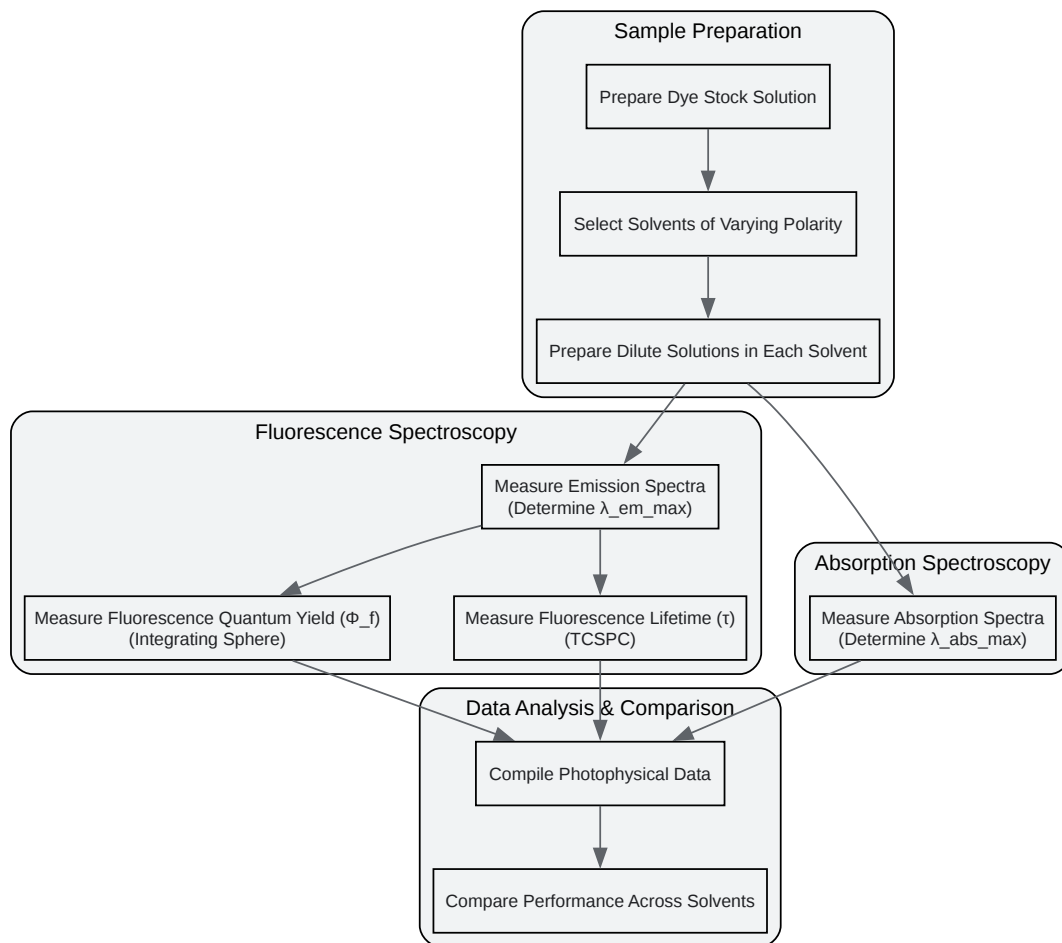 Sample Preparation
Prepare Dye Stock Solution
Select Solvents of Varying Polarity
Prepare Dilute Solutions in Each Solvent
Fluorescence Spectroscopy
Measure Emission Spectra
(Determine λ_em_max)
Measure Fluorescence Quantum Yield (Φ_f)
(Integrating Sphere)
Measure Fluorescence Lifetime (τ)
(TCSPC)
Absorption Spectroscopy
Measure Absorption Spectra
(Determine λ_abs_max)
Data Analysis & Comparison
Compile Photophysical Data
Compare Performance Across Solvents